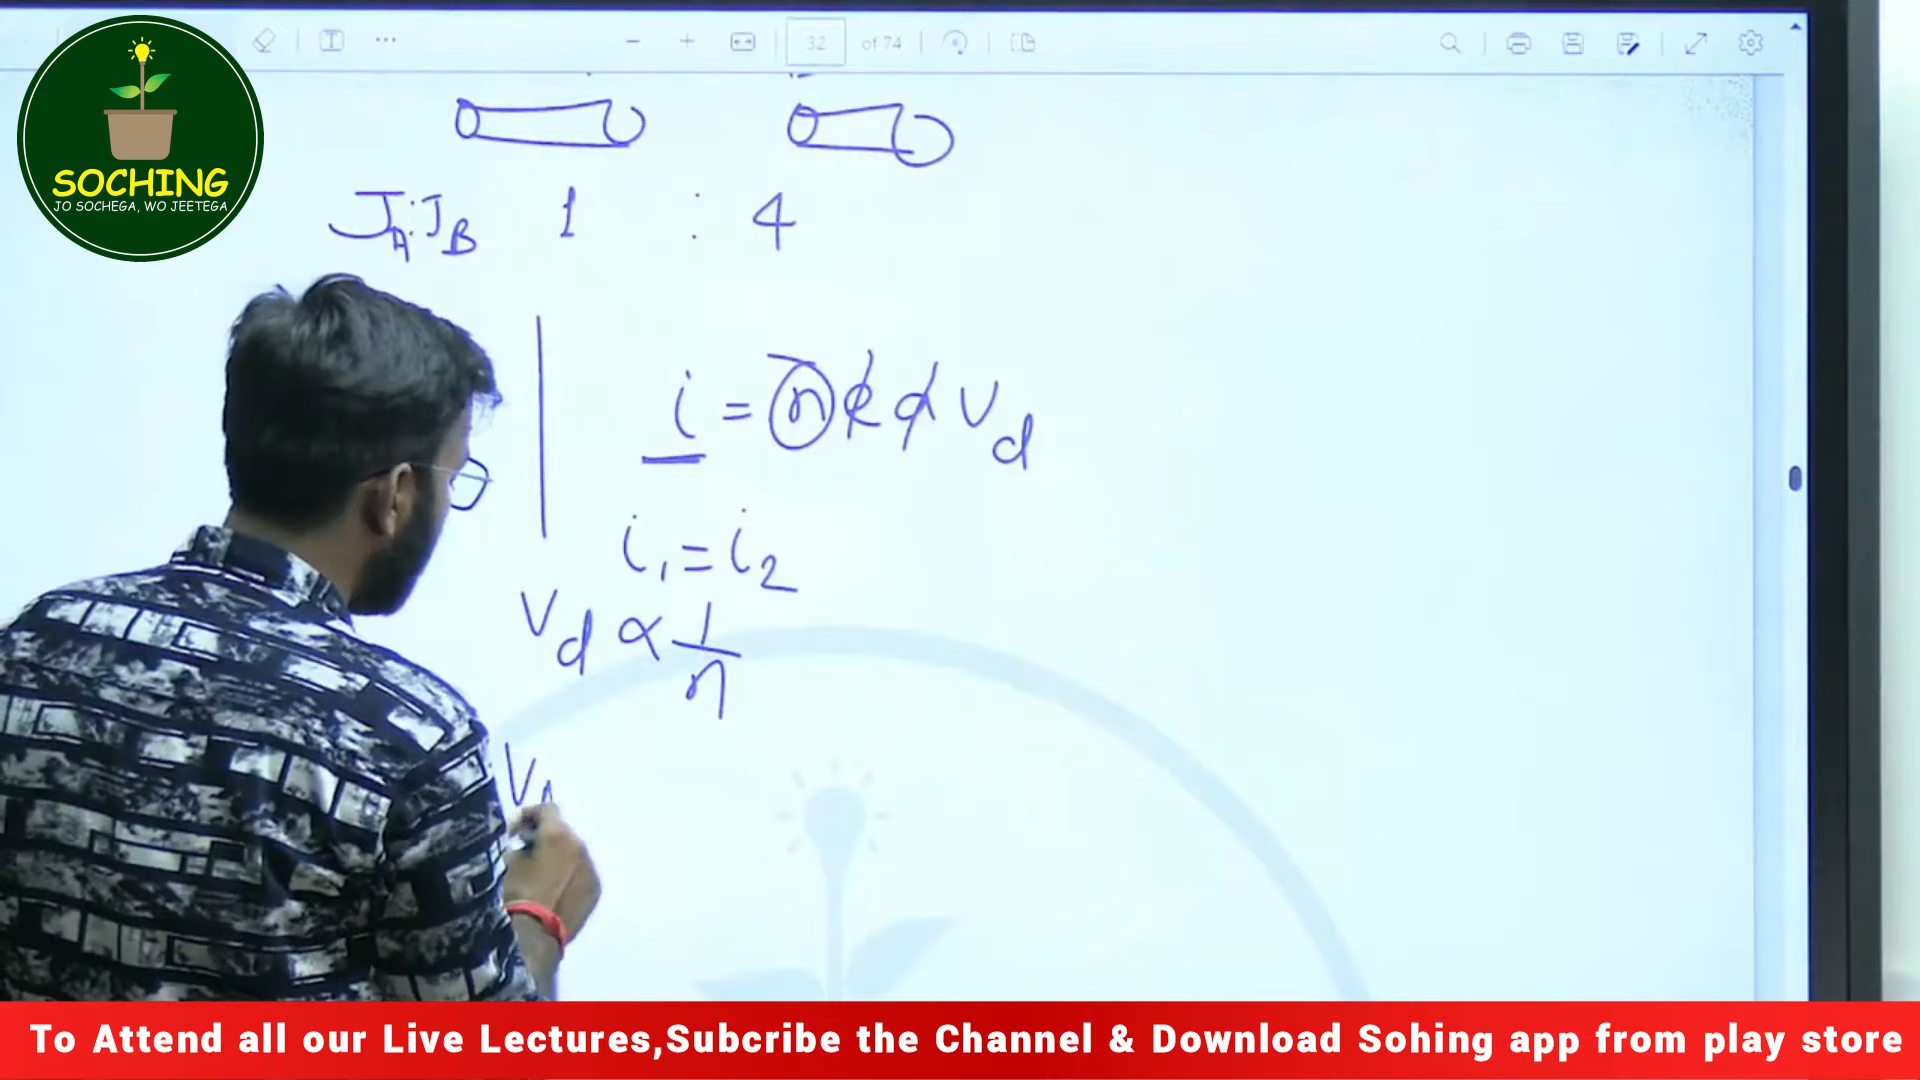 32 of 74
SOCHING
JO SOCHEGA, WO JEETEGA
J_A : J_B 1 : 4
i = n e A V_d
i_1 = i_2
V_d ∝ 1/n
V
To Attend all our Live Lectures,Subcribe the Channel & Download Sohing app from play store